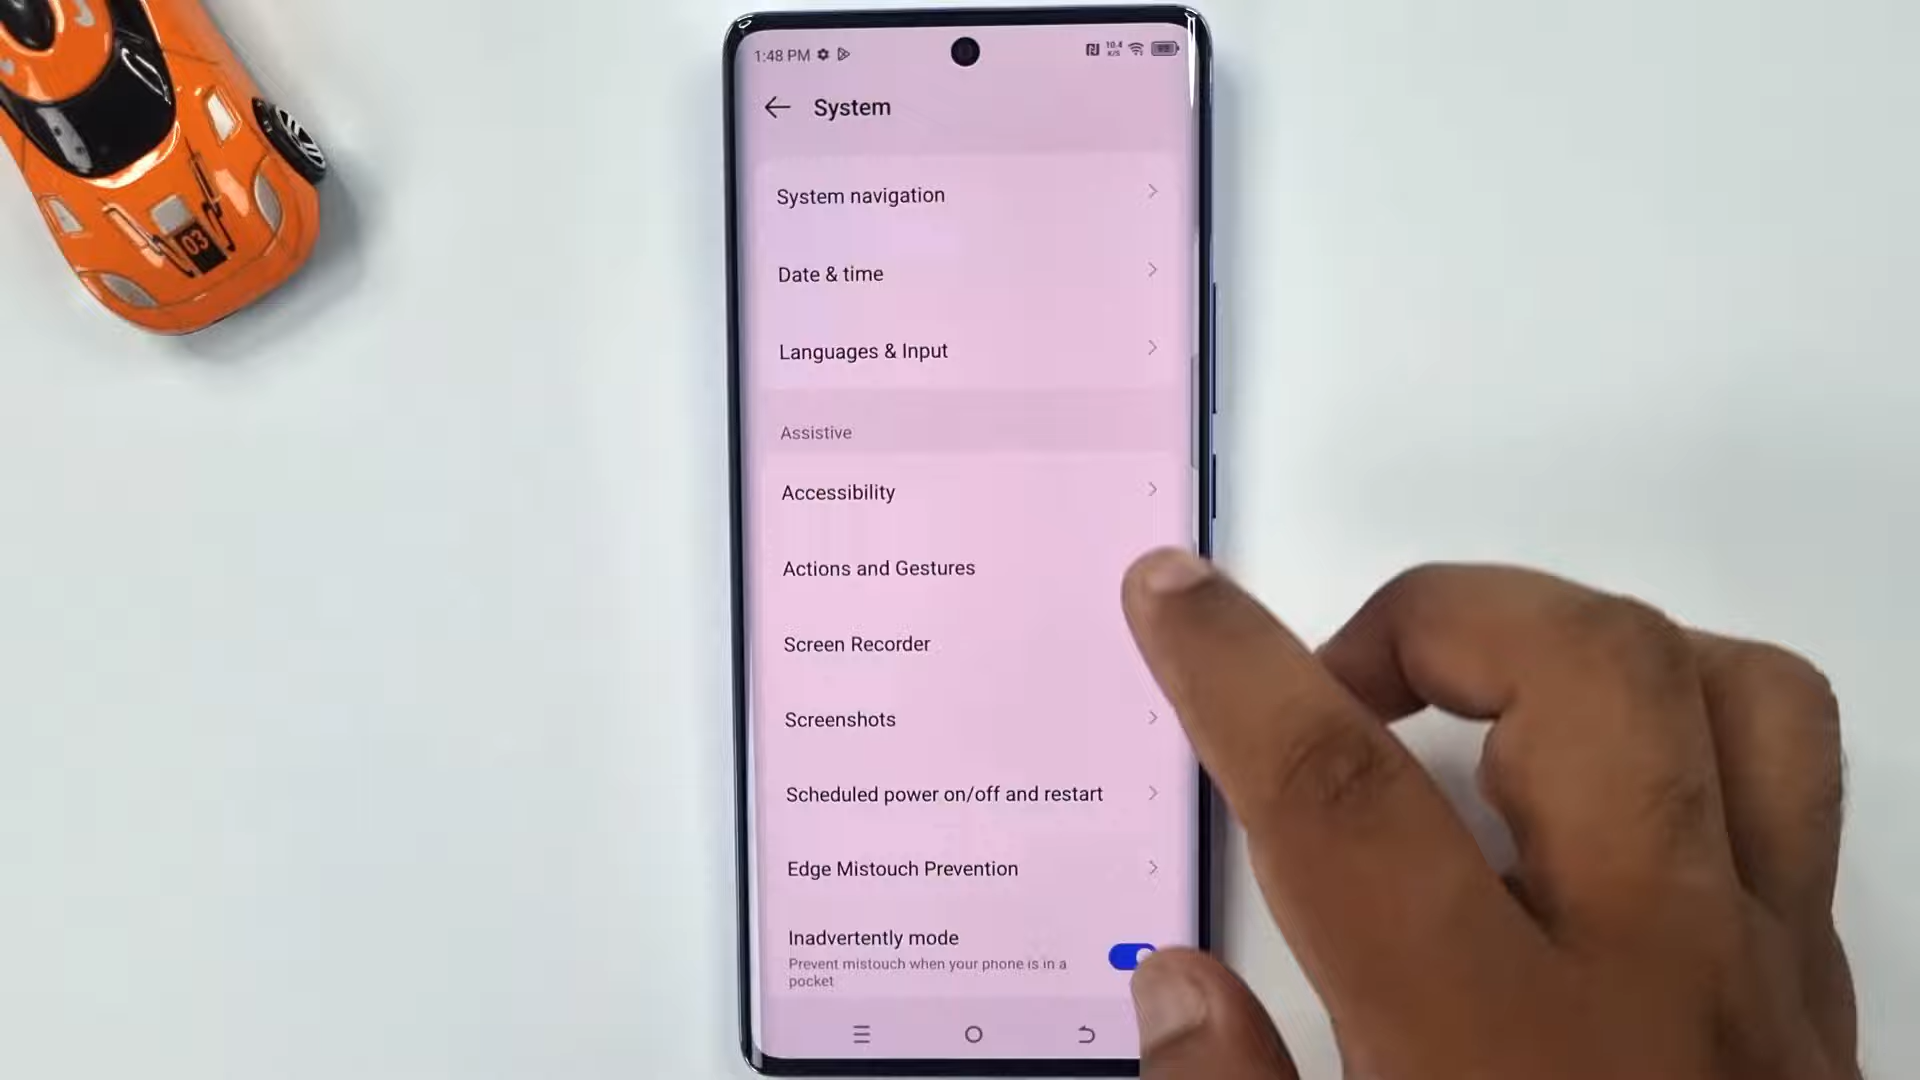 1:48 PM
10.4
K/S
System
System navigation
Date & time
Languages & Input
Assistive
Accessibility
Actions and Gestures
Screen Recorder
Screenshots
Scheduled power on/off and restart
Edge Mistouch Prevention
Inadvertently mode
Prevent mistouch when your phone is in a
pocket
03